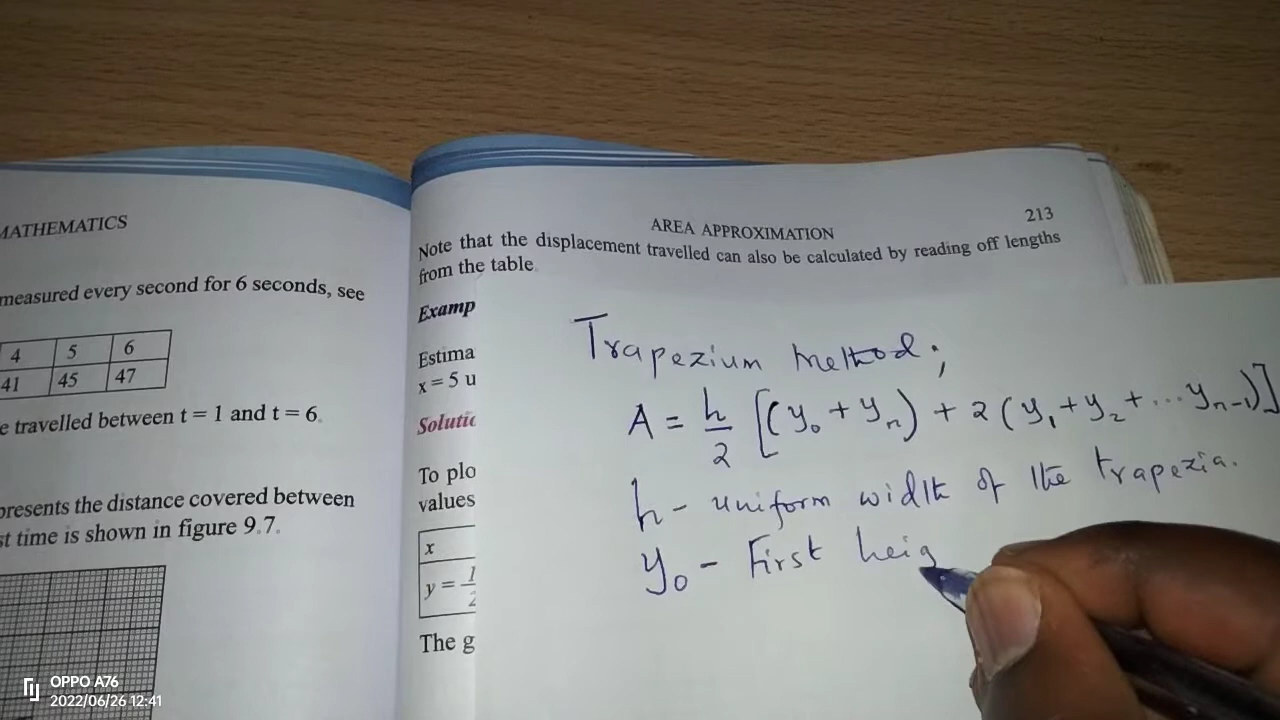 MATHEMATICS
measured every second for 6 seconds, see
4 5 6
41 45 47
travelled between t = 1 and t = 6.
the distance covered between
time is shown in figure 9.7.
AREA APPROXIMATION 213
Note that the displacement travelled can also be calculated by reading off lengths
from the table.
Examp
Estima
x = 5 u
Solutio
To plo
values
x
y = 1/2
The g
Trapezium Method;
A = h/2 [(y₀ + yₙ) + 2(y₁ + y₂ + ... yₙ₋₁)]
h - uniform width of the trapezia.
y₀ - First heig
OPPO A76
2022/06/26 12:41